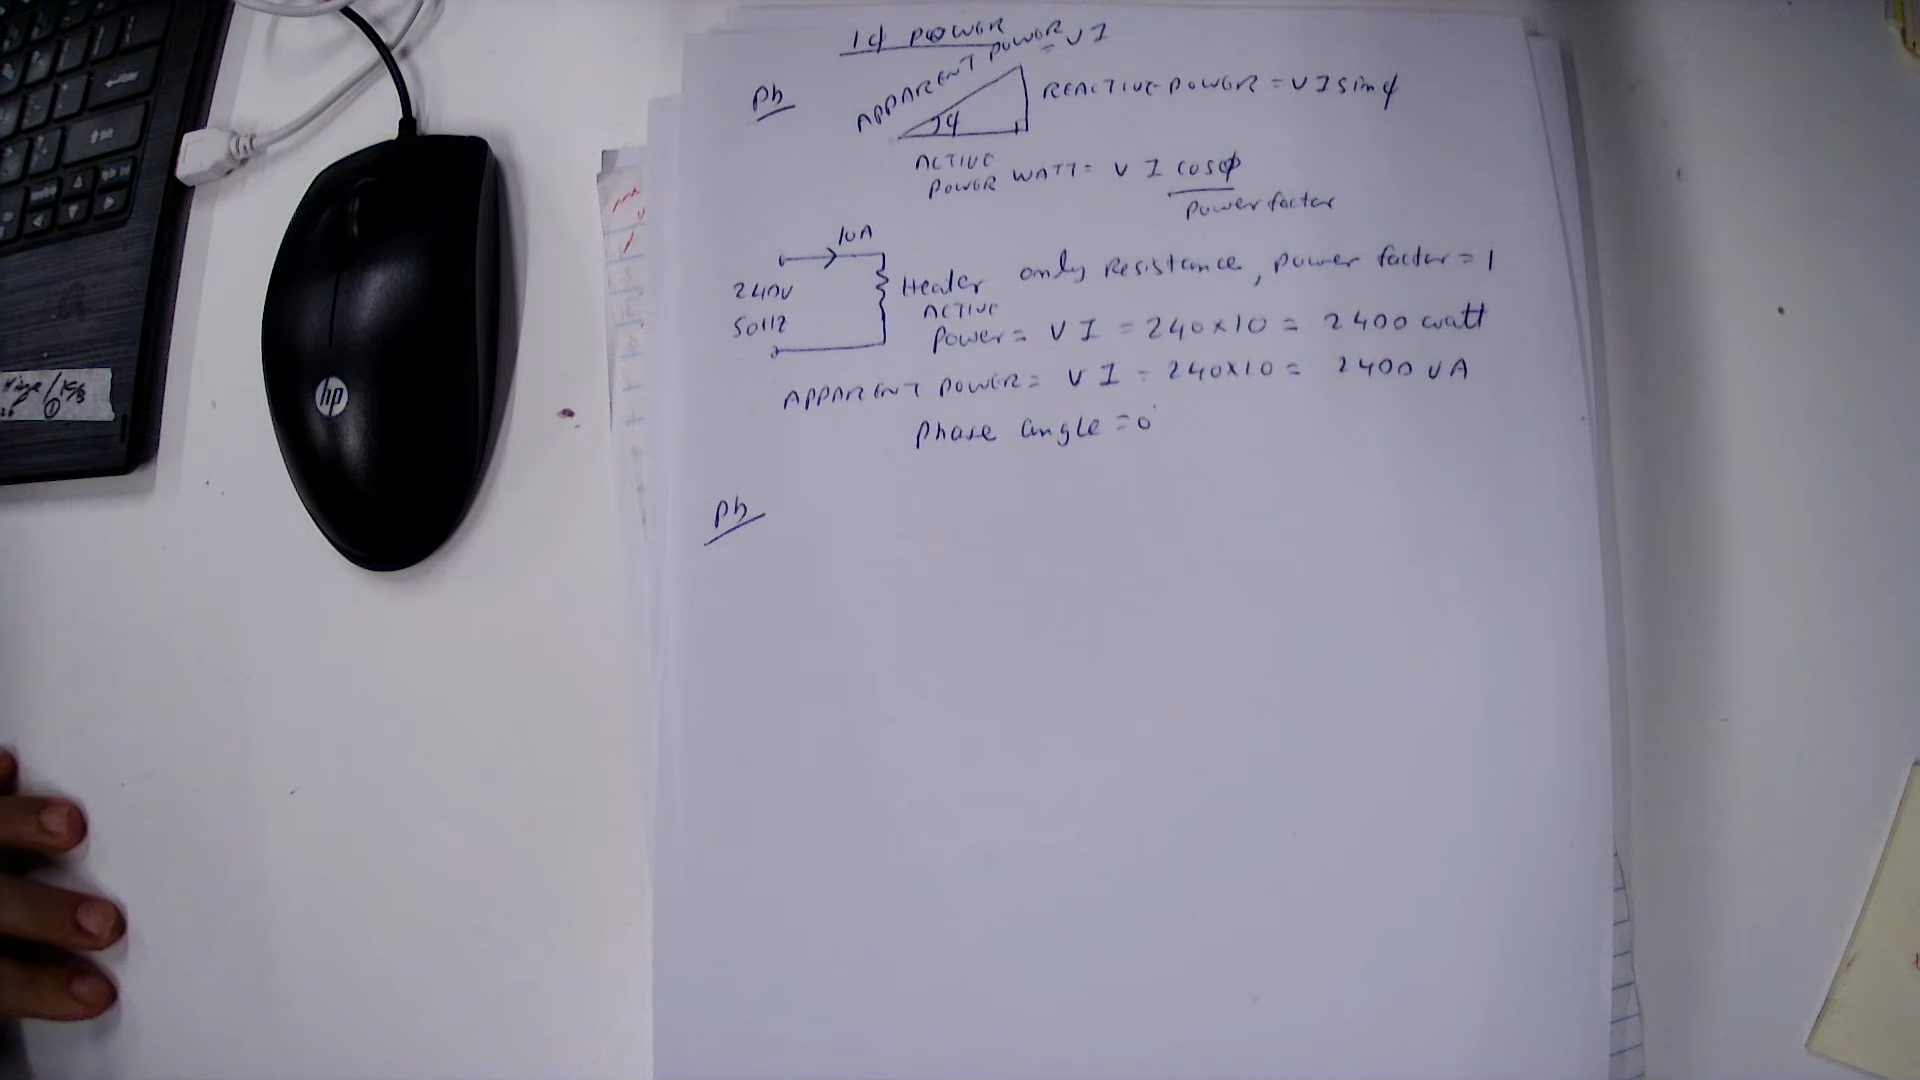 1ϕ POWER
APPARENT POWER = VI
Pb
REACTIVE POWER = VI sin ϕ
ϕ
ACTIVE
POWER WATT = V I cosϕ
Power factor
10A
Heater only Resistance, power factor = 1
240V
ACTIVE
50HZ
Power = VI = 240×10 = 2400 watt
APPARENT POWER = VI = 240×10 = 2400 VA
phase angle = 0°
Pb
hp